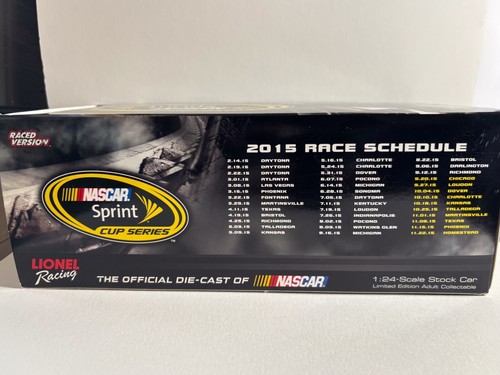 RACED
VERSION
2015 RACE SCHEDULE
2.14.15 DAYTONA
2.19.15 DAYTONA
2.22.15 DAYTONA
3.01.15 ATLANTA
3.08.15 LAS VEGAS
3.15.15 PHOENIX
3.22.15 FONTANA
3.29.15 MARTINSVILLE
4.11.15 TEXAS
4.19.15 BRISTOL
4.25.15 RICHMOND
5.03.15 TALLADEGA
5.09.15 KANSAS
5.16.15 CHARLOTTE
5.24.15 CHARLOTTE
5.31.15 DOVER
6.07.15 POCONO
6.14.15 MICHIGAN
6.28.15 SONOMA
7.05.15 DAYTONA
7.11.15 KENTUCKY
7.19.15 LOUDON
7.26.15 INDIANAPOLIS
8.02.15 POCONO
8.09.15 WATKINS GLEN
8.16.15 MICHIGAN
8.22.15 BRISTOL
9.06.15 DARLINGTON
9.12.15 RICHMOND
9.20.15 CHICAGO
9.27.15 LOUDON
10.04.15 DOVER
10.10.15 CHARLOTTE
10.18.15 KANSAS
10.25.15 TALLADEGA
11.01.15 MARTINSVILLE
11.08.15 TEXAS
11.15.15 PHOENIX
11.22.15 HOMESTEAD
NASCAR
Sprint
CUP SERIES
TM
LIONEL
Racing
THE OFFICIAL DIE-CAST OF NASCAR
1:24-Scale Stock Car
Limited Edition Adult Collectable